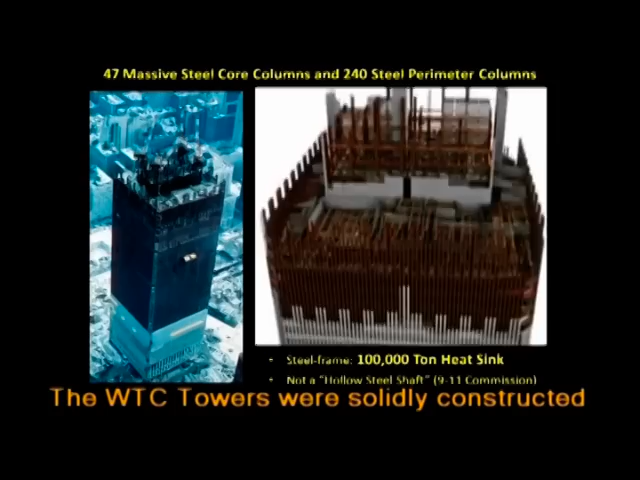 47 Massive Steel Core Columns and 240 Steel Perimeter Columns
- Steel-frame: 100,000 Ton Heat Sink
- Not a "Hollow Steel Shaft" (9-11 Commission)
The WTC Towers were solidly constructed